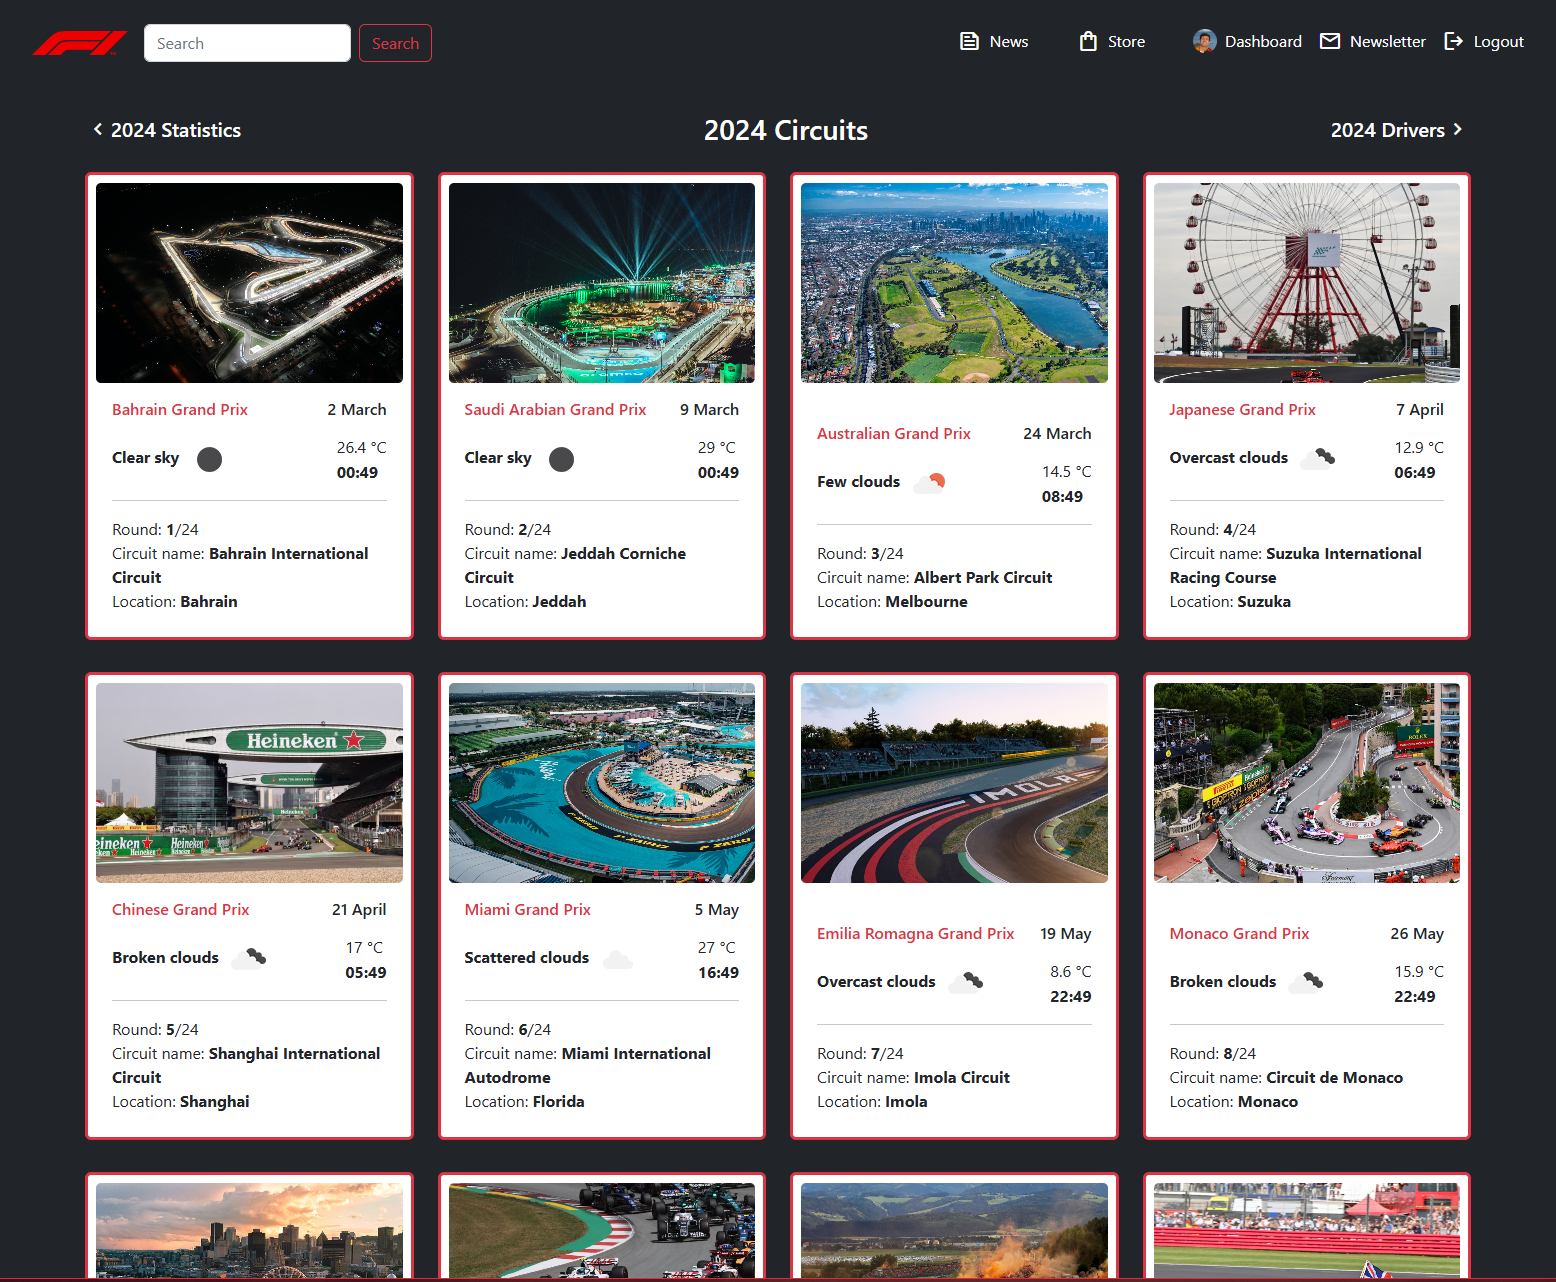 Search Search News Store Dashboard Newsletter Logout
2024 Statistics 2024 Circuits 2024 Drivers
Bahrain Grand Prix 2 March
Clear sky 26.4 °C
00:49
Round: 1/24
Circuit name: Bahrain International
Circuit
Location: Bahrain
Saudi Arabian Grand Prix 9 March
Clear sky 29 °C
00:49
Round: 2/24
Circuit name: Jeddah Corniche
Circuit
Location: Jeddah
Australian Grand Prix 24 March
Few clouds 14.5 °C
08:49
Round: 3/24
Circuit name: Albert Park Circuit
Location: Melbourne
Japanese Grand Prix 7 April
Overcast clouds 12.9 °C
06:49
Round: 4/24
Circuit name: Suzuka International
Racing Course
Location: Suzuka
Heineken
Heineken
Heineken
Chinese Grand Prix 21 April
Broken clouds 17 °C
05:49
Round: 5/24
Circuit name: Shanghai International
Circuit
Location: Shanghai
Miami Grand Prix 5 May
Scattered clouds 27 °C
16:49
Round: 6/24
Circuit name: Miami International
Autodrome
Location: Florida
IMOLA
Emilia Romagna Grand Prix 19 May
Overcast clouds 8.6 °C
22:49
Round: 7/24
Circuit name: Imola Circuit
Location: Imola
ROLEX
Monaco Grand Prix 26 May
Broken clouds 15.9 °C
22:49
Round: 8/24
Circuit name: Circuit de Monaco
Location: Monaco